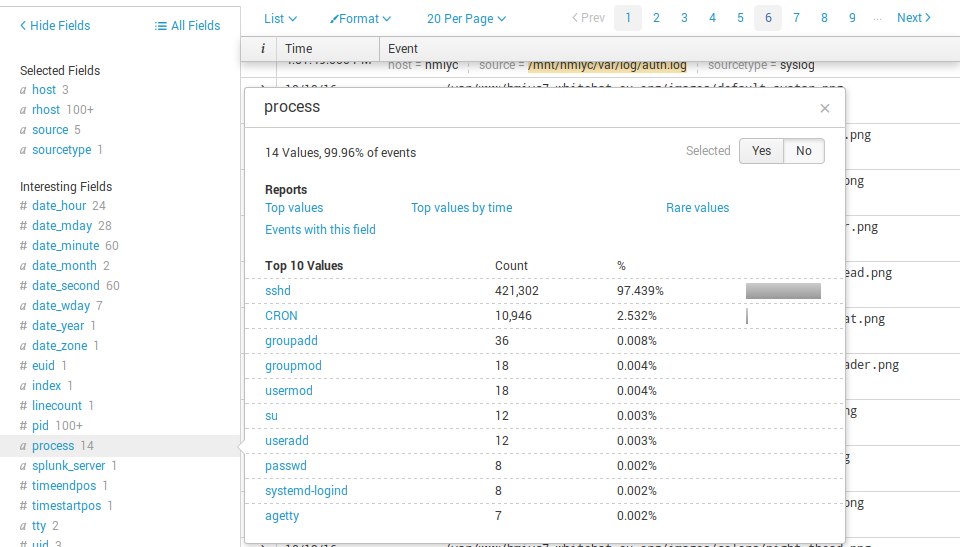 Hide Fields All Fields
List Format 20 Per Page Prev 1 2 3 4 5 6 7 8 9 ... Next
i Time Event
host = hmiyc source = /mnt/hmiyc/var/log/auth.log sourcetype = syslog
Selected Fields
a host 3
a rhost 100+
a source 5
a sourcetype 1
Interesting Fields
# date_hour 24
# date_mday 28
# date_minute 60
a date_month 2
# date_second 60
a date_wday 7
# date_year 1
a date_zone 1
# euid 1
a index 1
# linecount 1
# pid 100+
a process 14
a splunk_server 1
# timeendpos 1
# timestartpos 1
a tty 2
# uid 3
process ×
14 Values, 99.96% of events Selected Yes No
Reports
Top values Top values by time Rare values
Events with this field
Top 10 Values Count %
sshd 421,302 97.439%
CRON 10,946 2.532%
groupadd 36 0.008%
groupmod 18 0.004%
usermod 18 0.004%
su 12 0.003%
useradd 12 0.003%
passwd 8 0.002%
systemd-logind 8 0.002%
agetty 7 0.002%
.png
png
r.png
ead.png
at.png
ader.png
ng
g
png